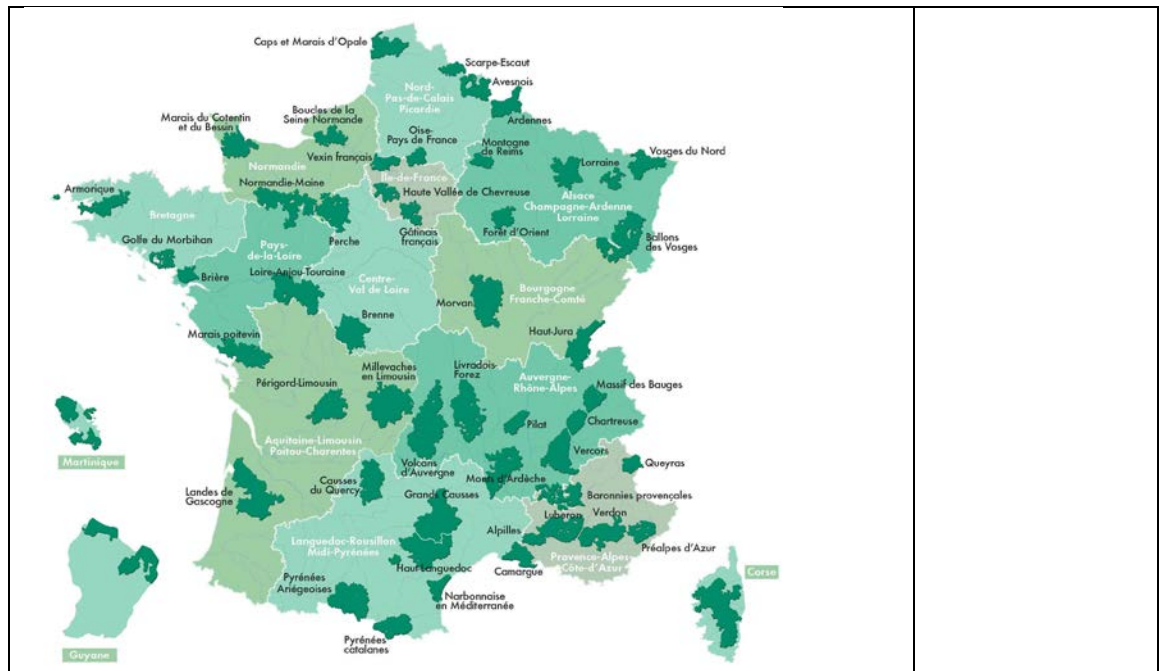 Caps et Marais d'Opale
Scarpe-Escaut
Avesnois
Nord-
Pas-de-Calais
Picardie
Ardennes
Marais du Cotentin
et du Bessin
Boucles de la
Seine Normande
Oise-
Pays de France
Montagne
de Reims
Vosges du Nord
Vexin français
Lorraine
Normandie
Île-de-France
Armorique
Normandie-Maine
Haute Vallée de Chevreuse
Alsace
Champagne-Ardenne
Lorraine
Bretagne
Golfe du Morbihan
Perche
Gâtinais
français
Forêt d'Orient
Ballons
des Vosges
Pays-
de-la-Loire
Brière
Loire-Anjou-Touraine
Centre-
Val de Loire
Morvan
Bourgogne
Franche-Comté
Brenne
Haut-Jura
Marais poitevin
Périgord-Limousin
Millevaches
en Limousin
Livradois-
Forez
Auvergne-
Rhône-Alpes
Massif des Bauges
Pilat
Chartreuse
Martinique
Aquitaine-Limousin
Poitou-Charentes
Vercors
Volcans
d'Auvergne
Monts d'Ardèche
Queyras
Landes de
Gascogne
Causses
du Quercy
Grands Causses
Baronnies provençales
Luberon
Verdon
Alpilles
Languedoc-Rousillon
Midi-Pyrénées
Préalpes d'Azur
Haut Languedoc
Camargue
Provence-Alpes
Côte-d'Azur
Corse
Pyrénées
Ariégeoises
Narbonnaise
en Méditerranée
Pyrénées
catalanes
Guyane